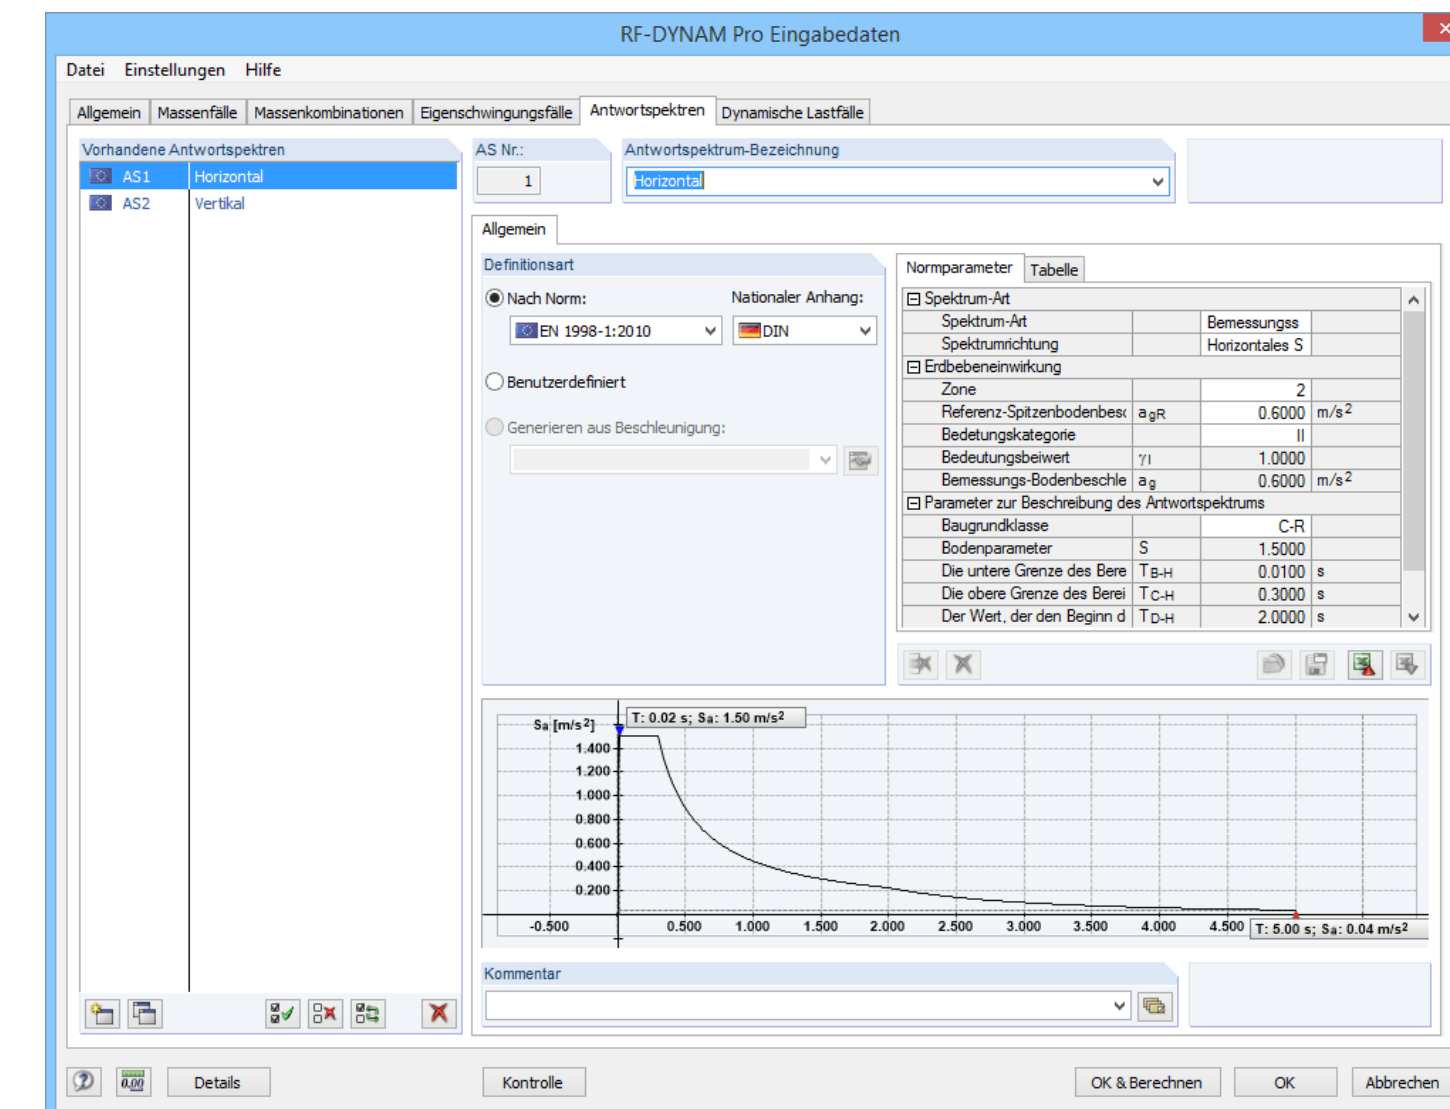 RF-DYNAM Pro Eingabedaten
Datei Einstellungen Hilfe
Allgemein Massenfälle Massenkombinationen Eigenschwingungsfälle Antwortspektren Dynamische Lastfälle
Vorhandene Antwortspektren
AS1 Horizontal
AS2 Vertikal
AS Nr.:
1
Antwortspektrum-Bezeichnung
Horizontal
Allgemein
Definitionsart
Nach Norm: Nationaler Anhang:
EN 1998-1:2010 DIN
Benutzerdefiniert
Generieren aus Beschleunigung:
Normparameter Tabelle
Spektrum-Art
Spektrum-Art Bemessungss
Spektrumrichtung Horizontales S
Erdbebeneinwirkung
Zone 2
Referenz-Spitzenbodenbesc agR 0.6000 m/s²
Bedetungskategorie II
Bedeutungsbeiwert γI 1.0000
Bemessungs-Bodenbeschle ag 0.6000 m/s²
Parameter zur Beschreibung des Antwortspektrums
Baugrundklasse C-R
Bodenparameter S 1.5000
Die untere Grenze des Bere TB-H 0.0100 s
Die obere Grenze des Berei TC-H 0.3000 s
Der Wert, der den Beginn d TD-H 2.0000 s
Sa [m/s²]
T: 0.02 s; Sa: 1.50 m/s²
1.400
1.200
1.000
0.800
0.600
0.400
0.200
-0.500 0.500 1.000 1.500 2.000 2.500 3.000 3.500 4.000 4.500
T: 5.00 s; Sa: 0.04 m/s²
Kommentar
0.00 Details Kontrolle OK & Berechnen OK Abbrechen